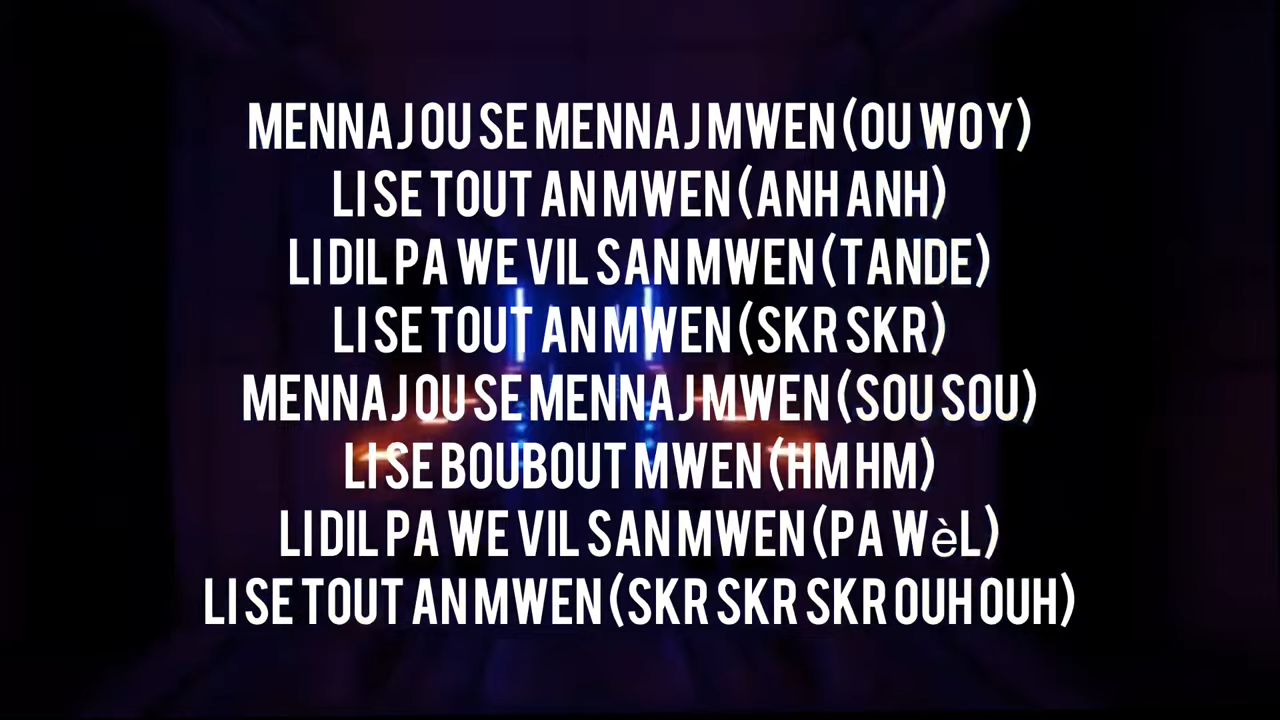 MENNAJ OU SE MENNAJ MWEN (OU WOY)
LI SE TOUT AN MWEN (ANH ANH)
LI DIL PA WE VIL SAN MWEN (TANDE)
LI SE TOUT AN MWEN (SKR SKR)
MENNAJ OU SE MENNAJ MWEN (SOU SOU)
LI SE BOUBOUT MWEN (HM HM)
LI DIL PA WE VIL SAN MWEN (PA WèL)
LI SE TOUT AN MWEN (SKR SKR SKR OUH OUH)